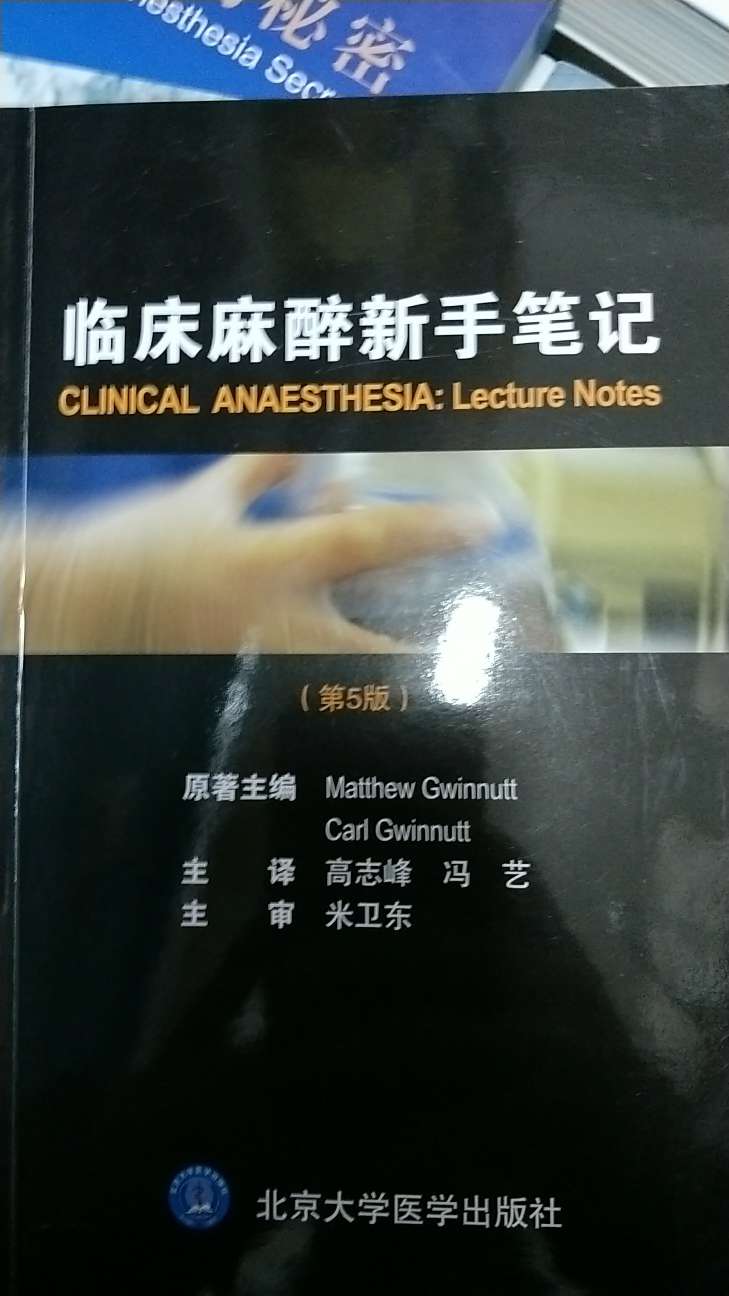 秘密
Anesthesia Secr
临床麻醉新手笔记
CLINICAL ANAESTHESIA: Lecture Notes
（第5版）
原著主编 Matthew Gwinnutt
Carl Gwinnutt
主 译 高志峰 冯 艺
主 审 米卫东
北京大学医学出版社